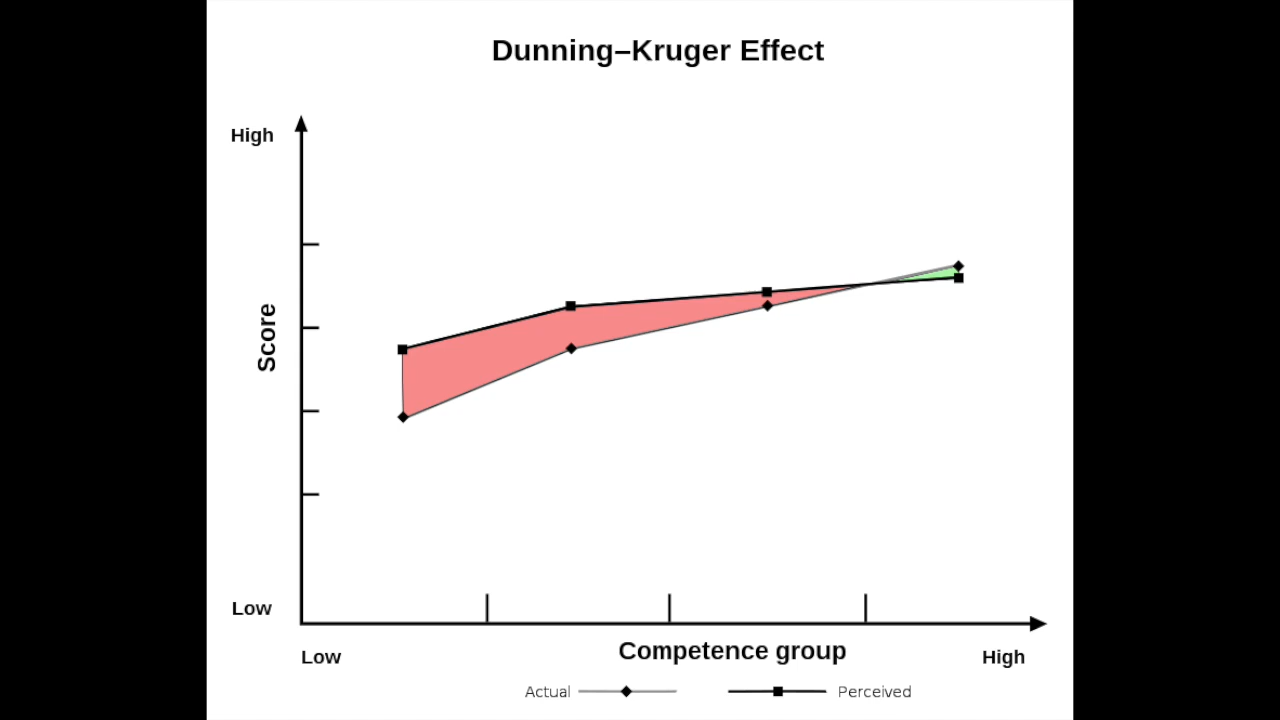 Dunning–Kruger Effect
High
Score
Low
Low
Competence group
High
Actual
Perceived